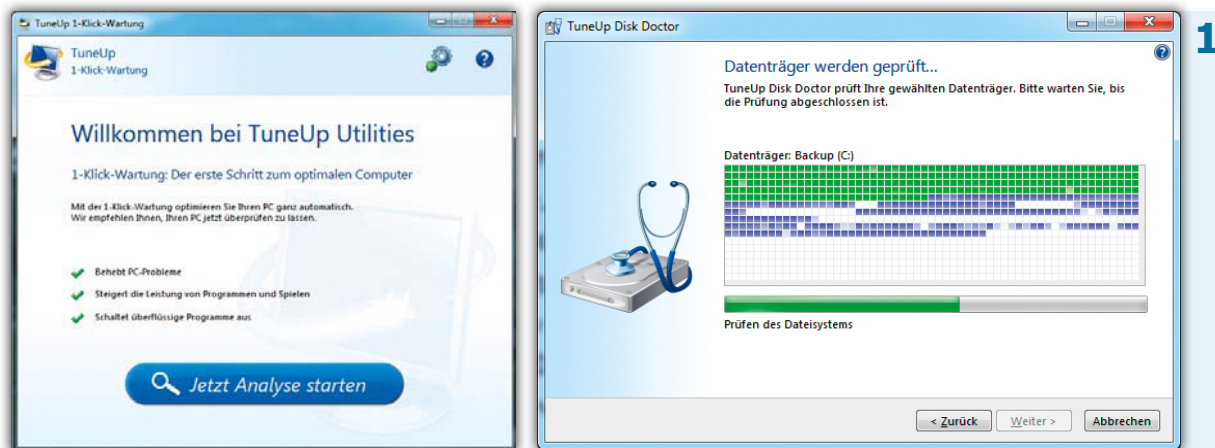 TuneUp 1-Klick-Wartung
TuneUp
1-Klick-Wartung
Willkommen bei TuneUp Utilities
1-Klick-Wartung: Der erste Schritt zum optimalen Computer
Mit der 1-Klick-Wartung optimieren Sie Ihren PC ganz automatisch.
Wir empfehlen Ihnen, Ihren PC jetzt überprüfen zu lassen.
Behebt PC-Probleme
Steigert die Leistung von Programmen und Spielen
Schaltet überflüssige Programme aus
Jetzt Analyse starten
TuneUp Disk Doctor
Datenträger werden geprüft...
TuneUp Disk Doctor prüft Ihre gewählten Datenträger. Bitte warten Sie, bis
die Prüfung abgeschlossen ist.
Datenträger: Backup (C:)
Prüfen des Dateisystems
< Zurück
Weiter >
Abbrechen
1